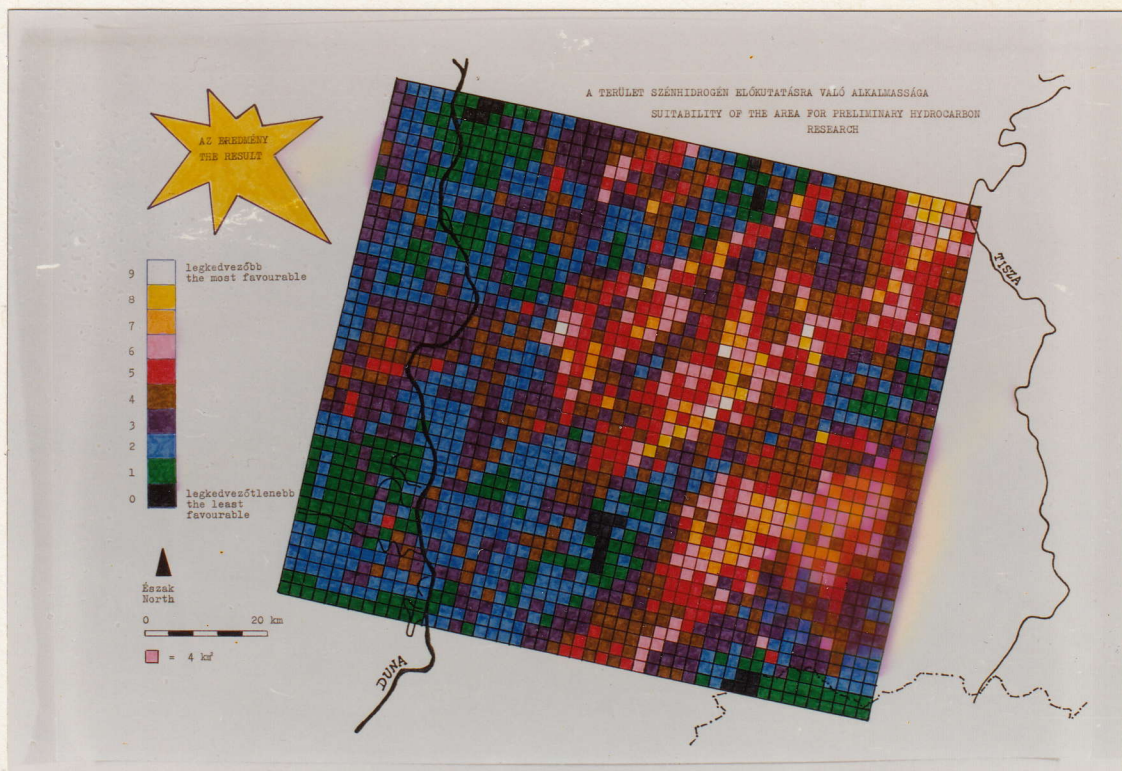 A TERÜLET SZÉNHIDROGÉN ELŐKUTATÁSRA VALÓ ALKALMASSÁGA
SUITABILITY OF THE AREA FOR PRELIMINARY HYDROCARBON
RESEARCH
AZ EREDMÉNY
THE RESULT
9 legkedvezőbb
the most favourable
8
7
6
5
4
3
2
1
0 legkedvezőtlenebb
the least
favourable
Észak
North
0 20 km
= 4 km²
DUNA
TISZA